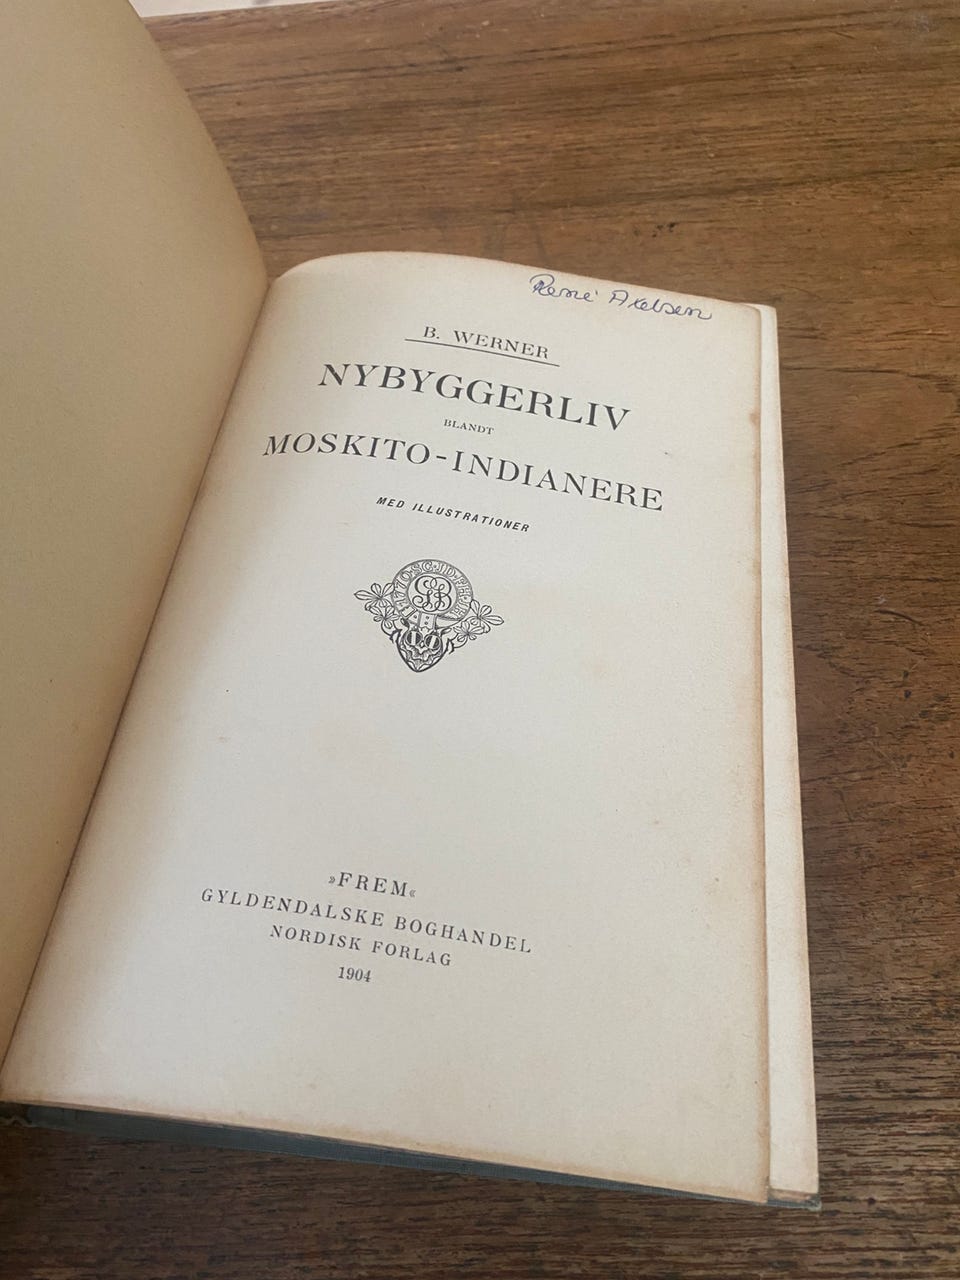 René Axelsen
B. WERNER
NYBYGGERLIV
BLANDT
MOSKITO-INDIANERE
MED ILLUSTRATIONER
»FREM«
GYLDENDALSKE BOGHANDEL
NORDISK FORLAG
1904